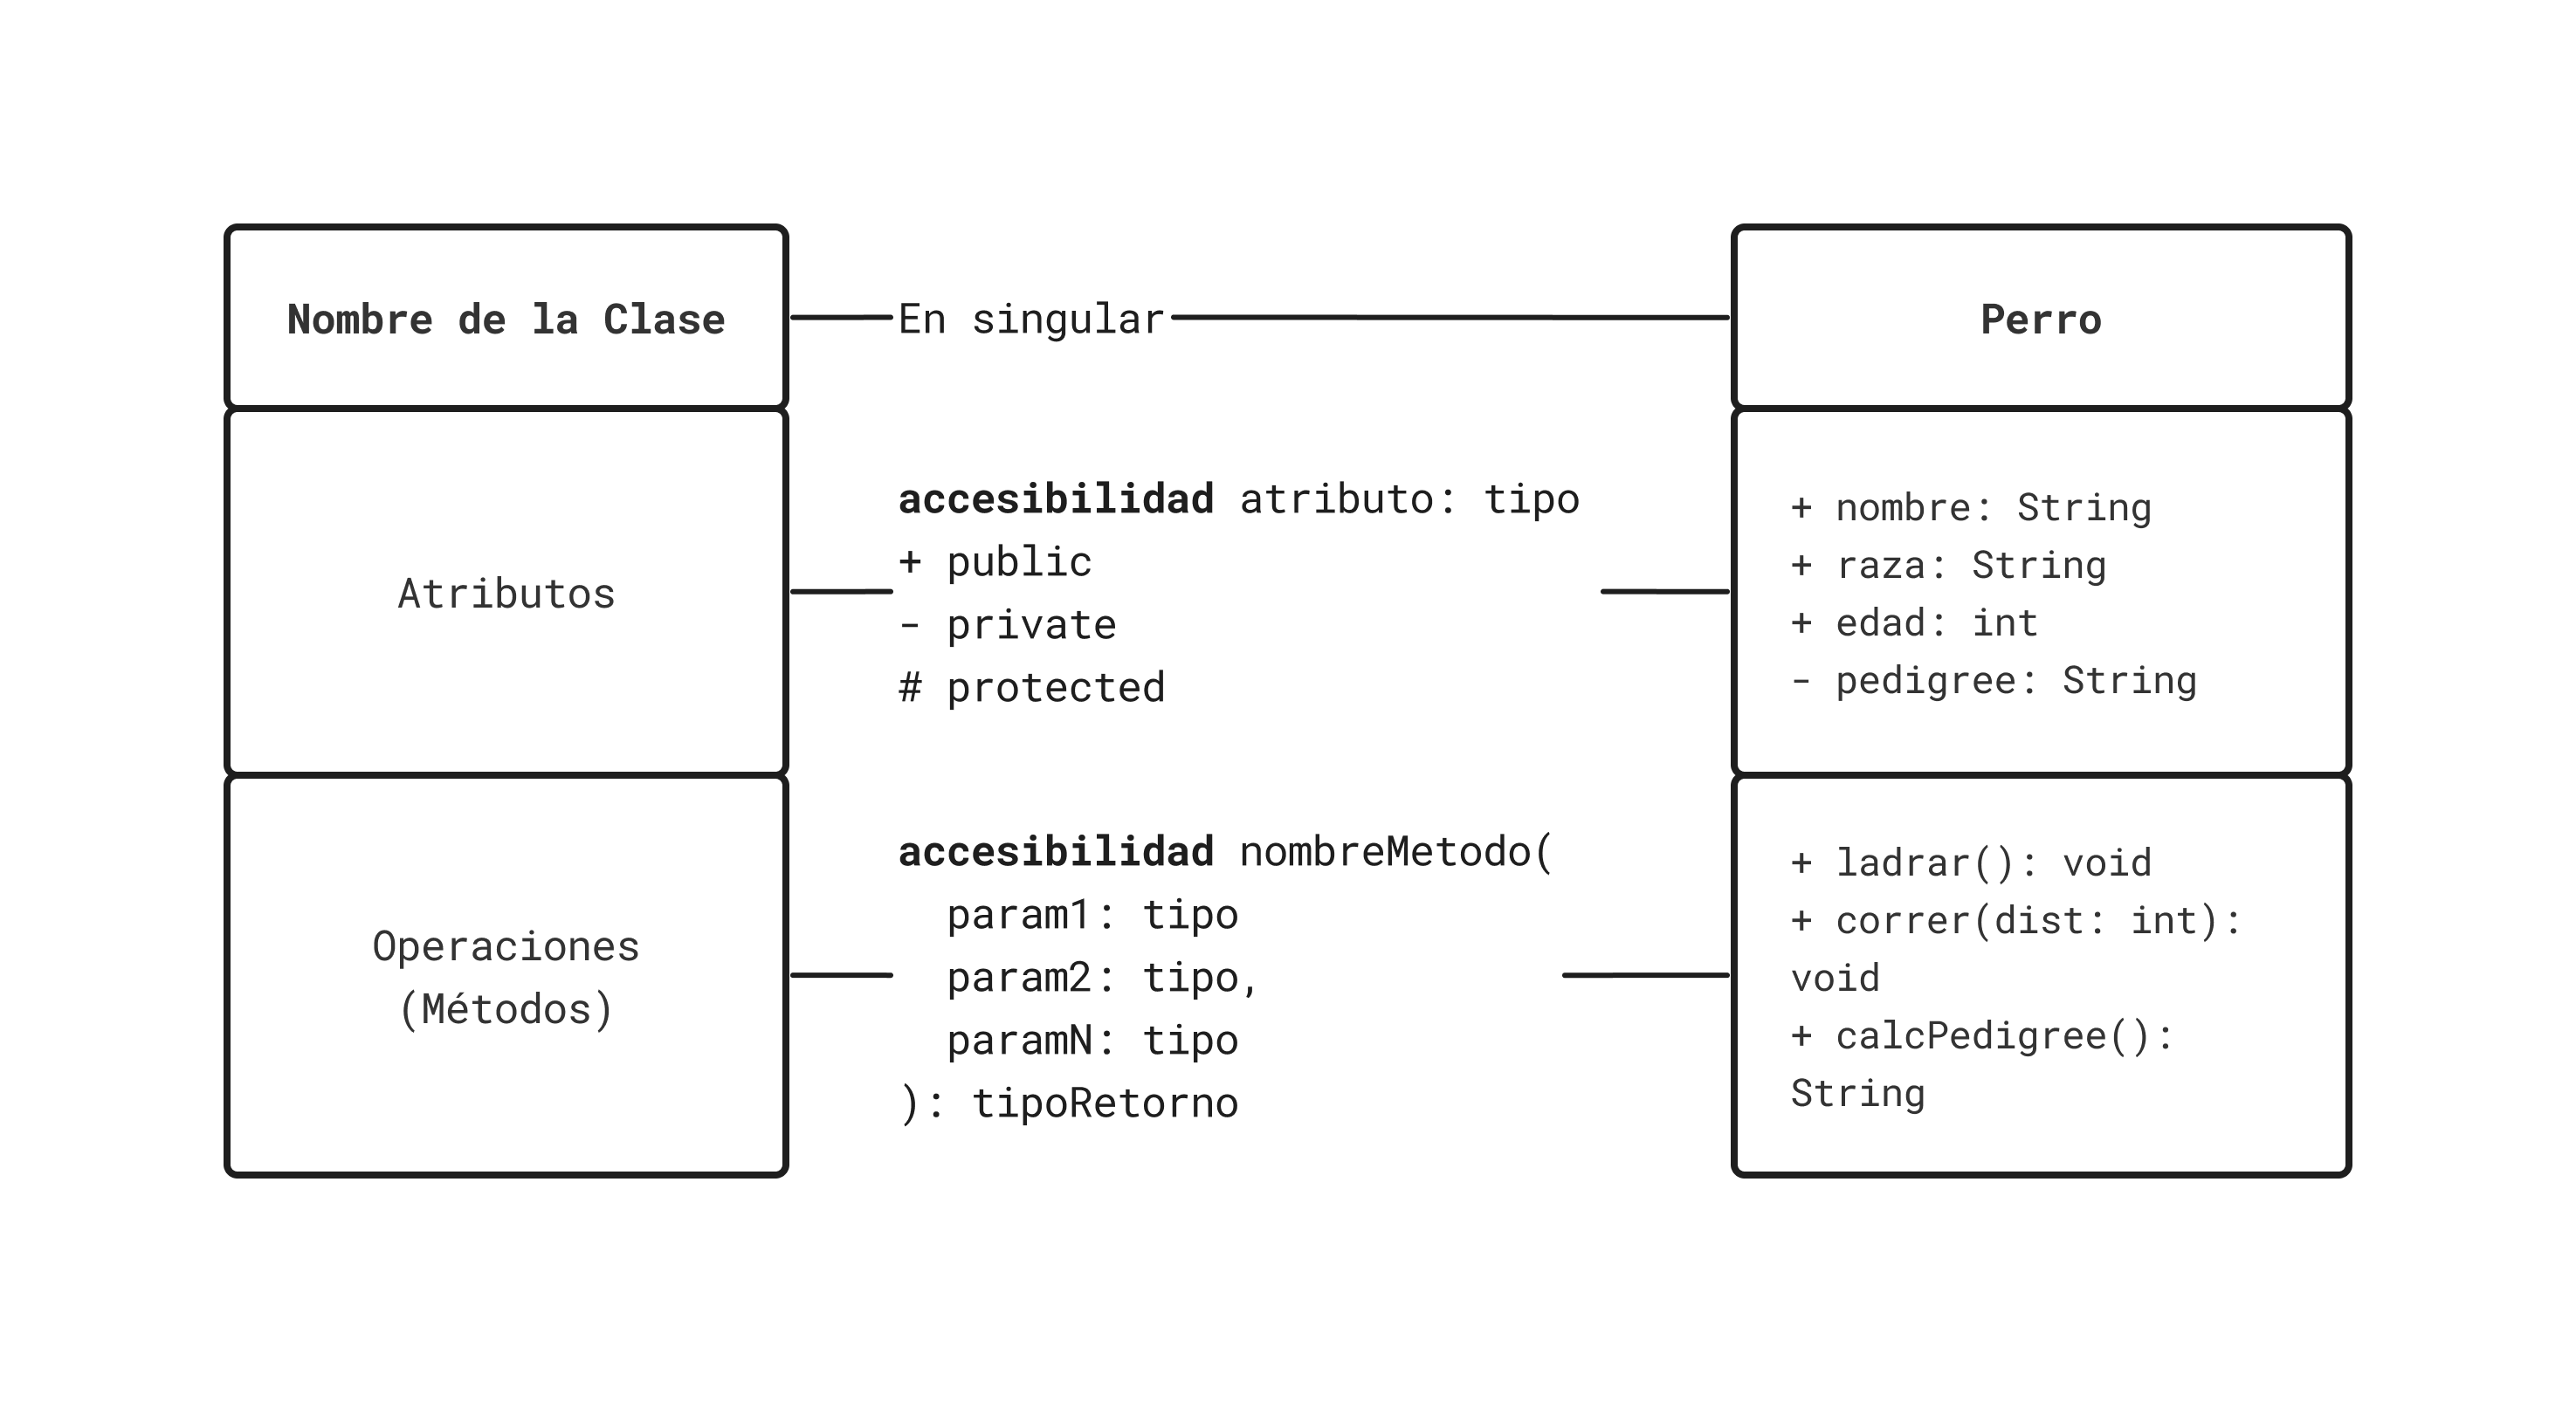 Nombre de la Clase
En singular
Perro
Atributos
accesibilidad atributo: tipo
+ public
- private
# protected
+ nombre: String
+ raza: String
+ edad: int
- pedigree: String
Operaciones
(Métodos)
accesibilidad nombreMetodo(
param1: tipo
param2: tipo,
paramN: tipo
): tipoRetorno
+ ladrar(): void
+ correr(dist: int):
void
+ calcPedigree():
String